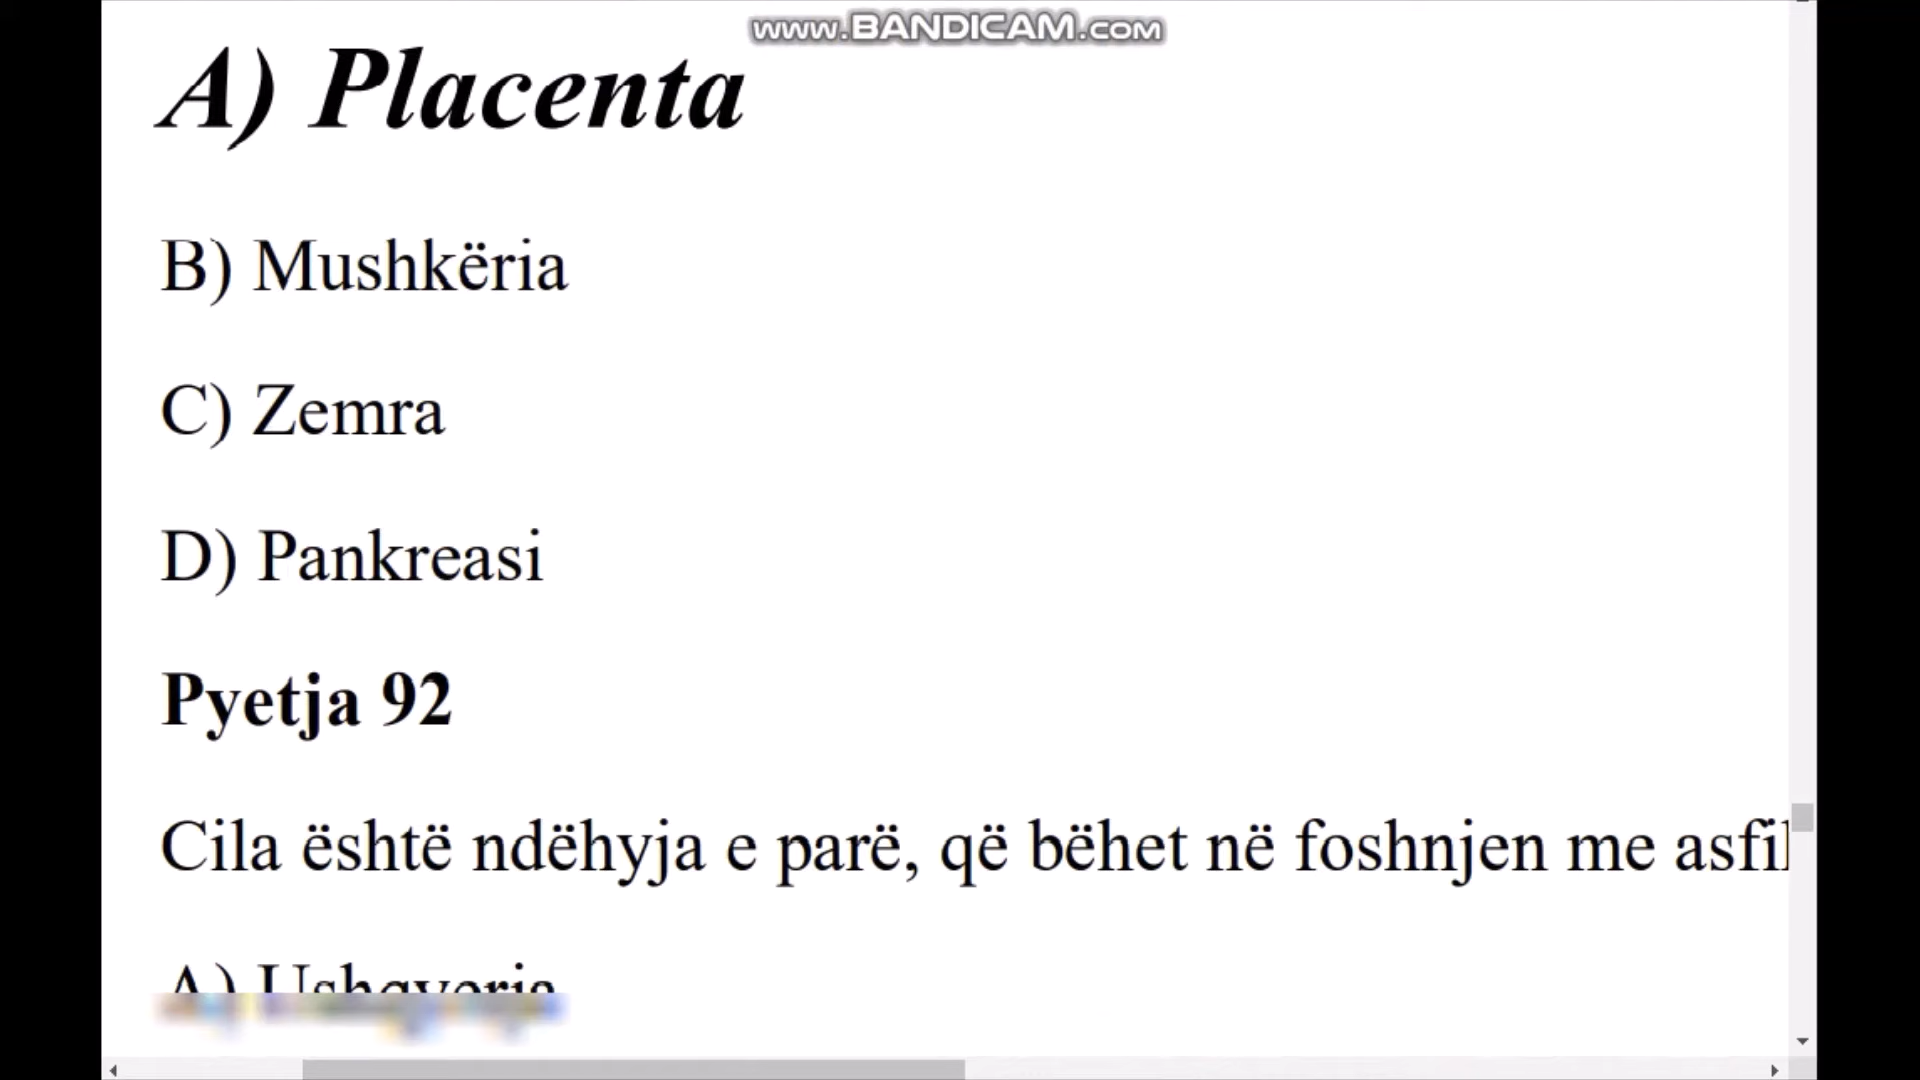 www.BANDICAM.com
A) Placenta
B) Mushkëria
C) Zemra
D) Pankreasi
Pyetja 92
Cila është ndëhyja e parë, që bëhet në foshnjen me asfi
A) Ushqyerja